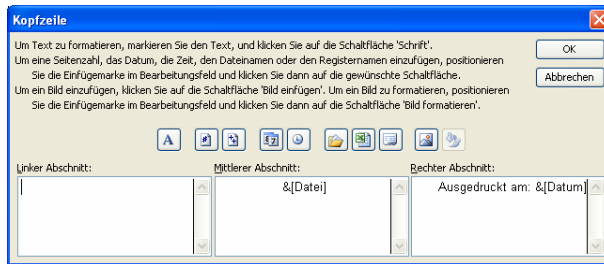 Kopfzeile
Um Text zu formatieren, markieren Sie den Text, und klicken Sie auf die Schaltfläche 'Schrift'.
Um eine Seitenzahl, das Datum, die Zeit, den Dateinamen oder den Registernamen einzufügen, positionieren
Sie die Einfügemarke im Bearbeitungsfeld und klicken Sie dann auf die gewünschte Schaltfläche.
Um ein Bild einzufügen, klicken Sie auf die Schaltfläche 'Bild einfügen'. Um ein Bild zu formatieren, positionieren
Sie die Einfügemarke im Bearbeitungsfeld und klicken Sie dann auf die Schaltfläche 'Bild formatieren'.
OK
Abbrechen
A
Linker Abschnitt:
Mittlerer Abschnitt:
Rechter Abschnitt:
&[Datei]
Ausgedruckt am: &[Datum]